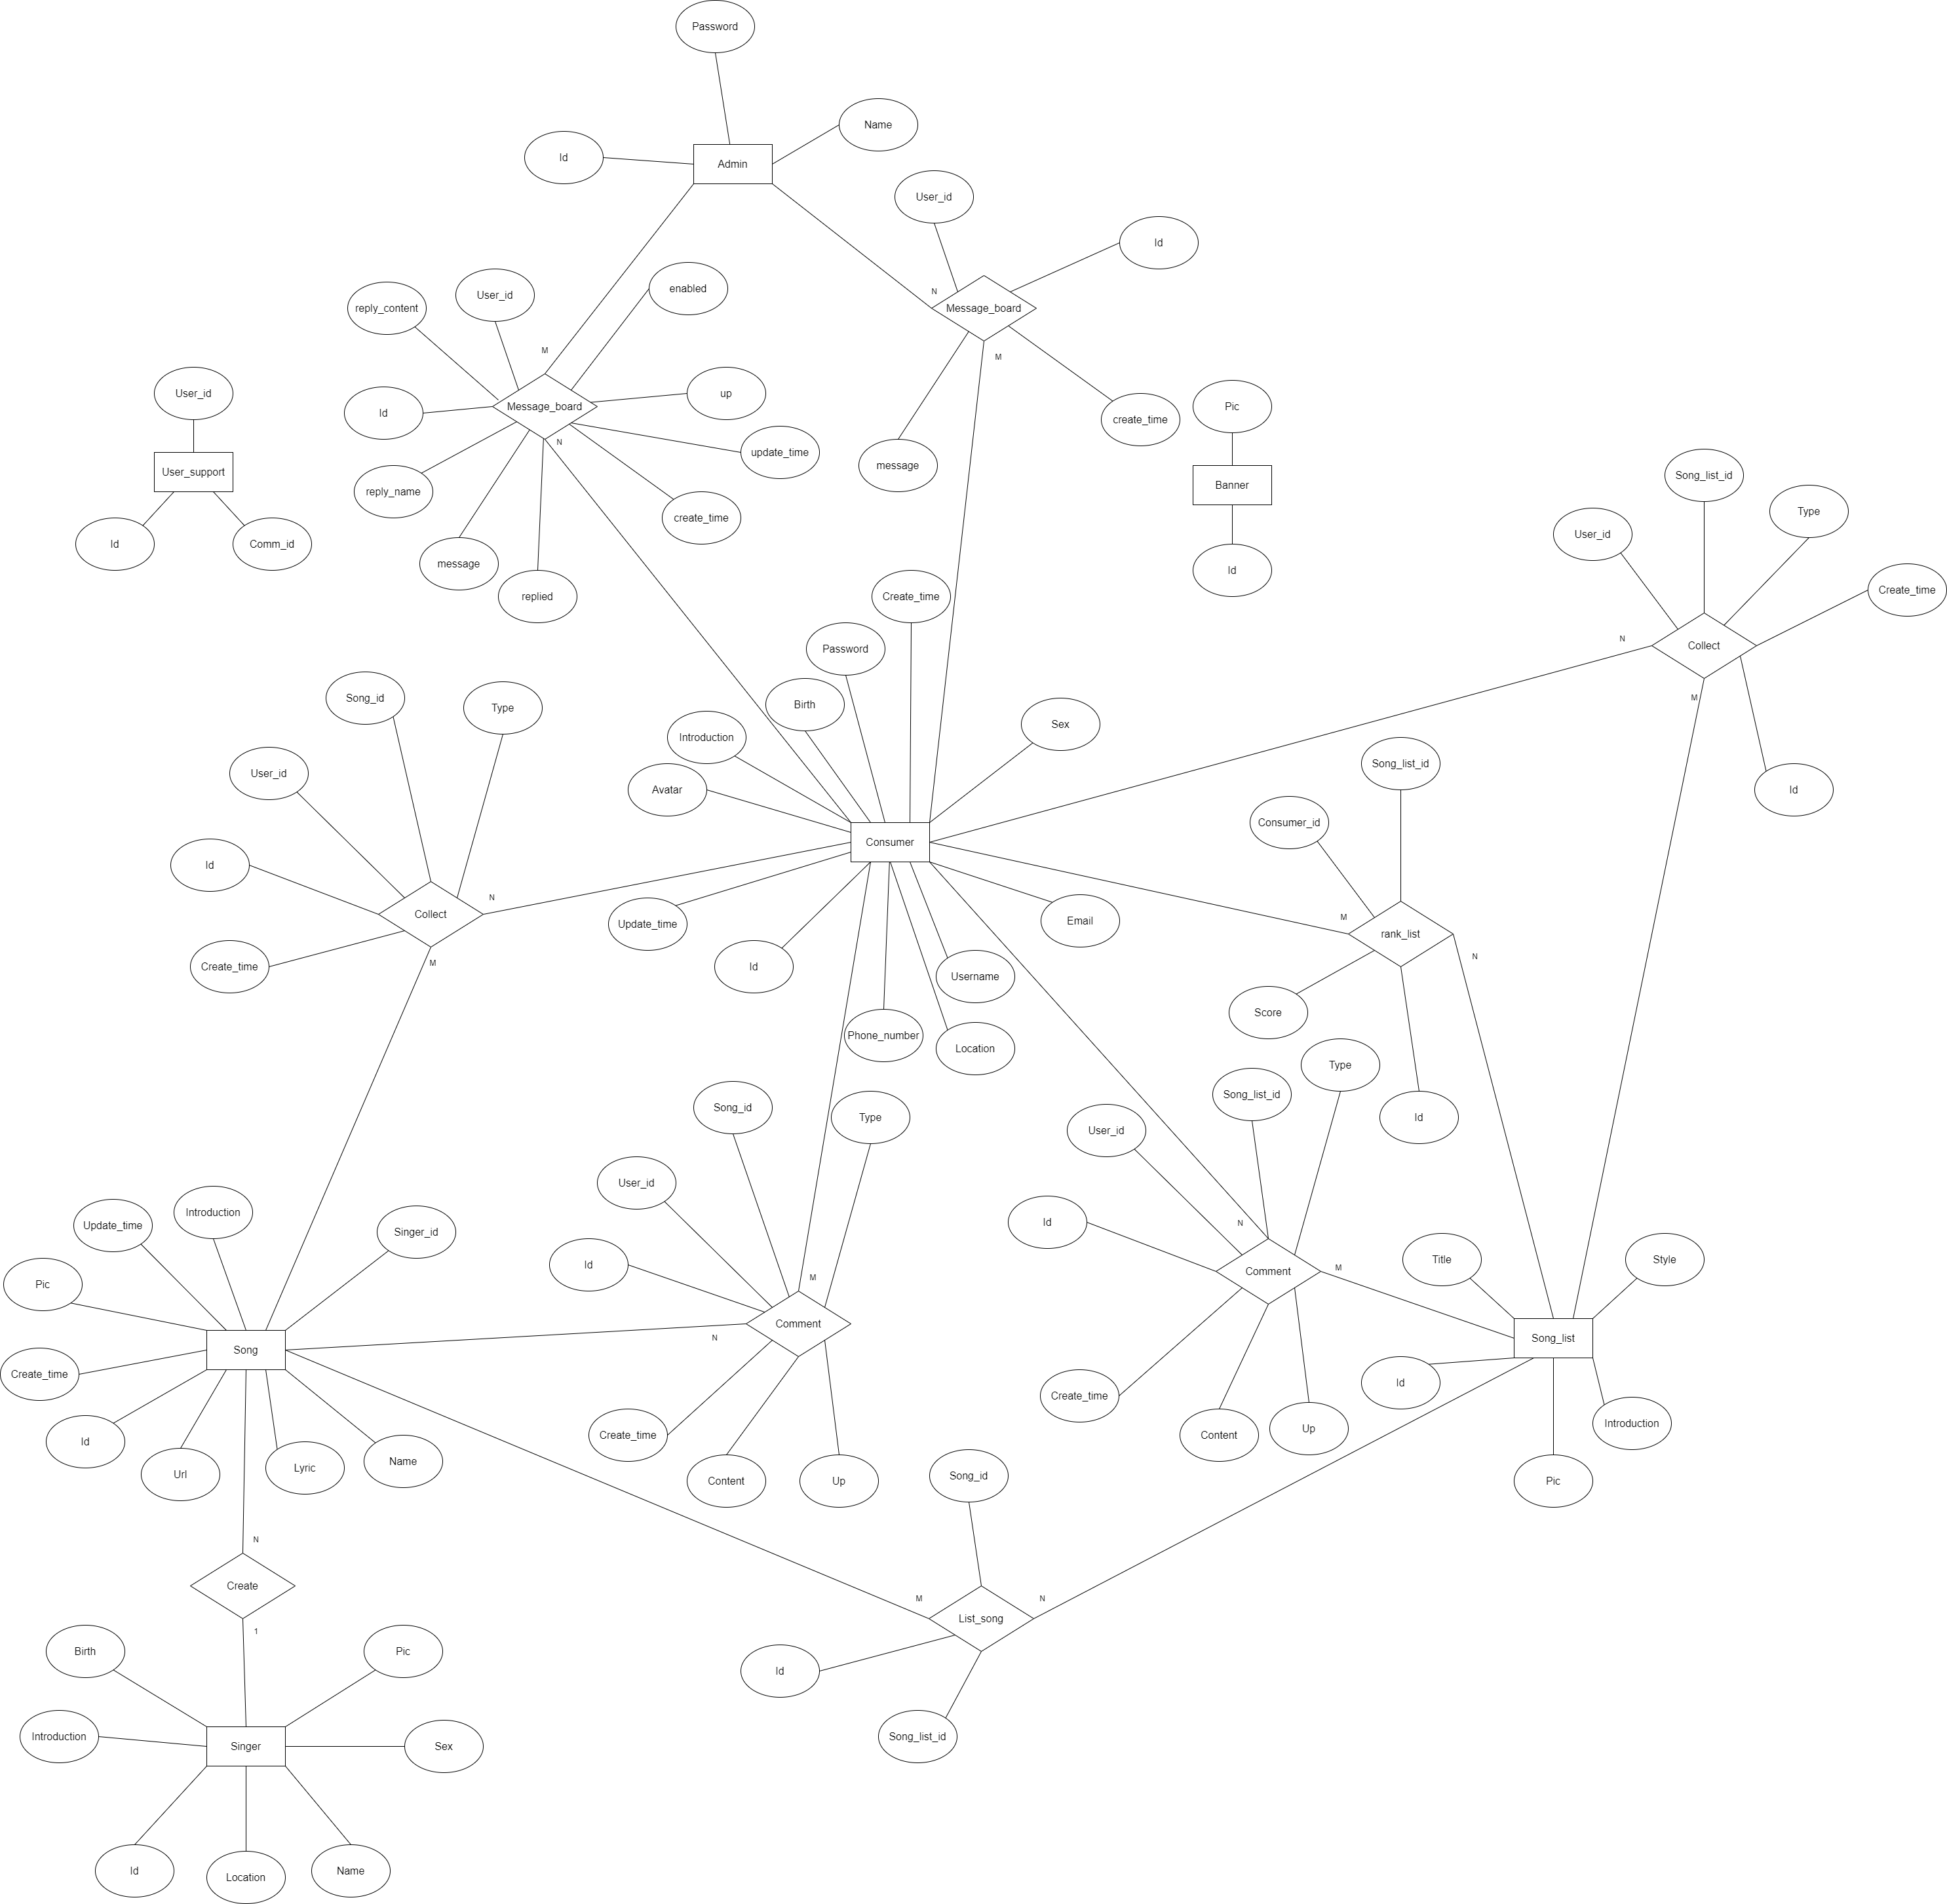 Password
Name
Id
Admin
User_id
Id
N
Message_board
M
message
create_time
enabled
User_id
reply_content
M
up
Id
Message_board
N
update_time
reply_name
create_time
message
replied
User_id
User_support
Id
Comm_id
Pic
Banner
Id
Song_list_id
Type
User_id
Create_time
N
Collect
M
Id
Create_time
Password
Birth
Sex
Introduction
Avatar
Consumer
Update_time
Email
Id
Username
Phone_number
Location
Song_id
Type
User_id
Id
N
Collect
Create_time
M
Song_list_id
Consumer_id
M
rank_list
N
Score
Id
Type
Song_list_id
User_id
Id
N
Comment
M
Create_time
Content
Up
Song_id
Type
User_id
Id
M
Comment
N
Create_time
Content
Up
Title
Style
Song_list
Id
Introduction
Pic
Introduction
Update_time
Singer_id
Pic
Song
Create_time
Id
Url
Lyric
Name
Song_id
M
N
List_song
Id
Song_list_id
N
Create
1
Birth
Pic
Introduction
Singer
Sex
Id
Location
Name